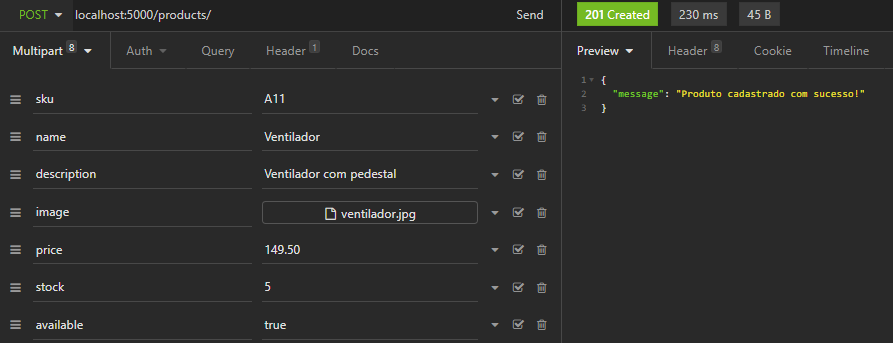 POST localhost:5000/products/ Send 201 Created 230 ms 45 B
Multipart 8 Auth Query Header 1 Docs Preview Header 8 Cookie Timeline
sku A11
name Ventilador
description Ventilador com pedestal
image ventilador.jpg
price 149.50
stock 5
available true
1 {
2 "message": "Produto cadastrado com sucesso!"
3 }